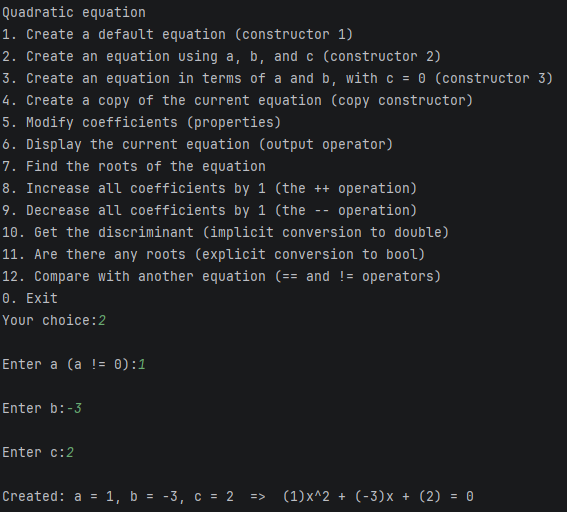 Quadratic equation
1. Create a default equation (constructor 1)
2. Create an equation using a, b, and c (constructor 2)
3. Create an equation in terms of a and b, with c = 0 (constructor 3)
4. Create a copy of the current equation (copy constructor)
5. Modify coefficients (properties)
6. Display the current equation (output operator)
7. Find the roots of the equation
8. Increase all coefficients by 1 (the ++ operation)
9. Decrease all coefficients by 1 (the -- operation)
10. Get the discriminant (implicit conversion to double)
11. Are there any roots (explicit conversion to bool)
12. Compare with another equation (== and != operators)
0. Exit
Your choice:2
Enter a (a != 0):1
Enter b:-3
Enter c:2
Created: a = 1, b = -3, c = 2  =>  (1)x^2 + (-3)x + (2) = 0